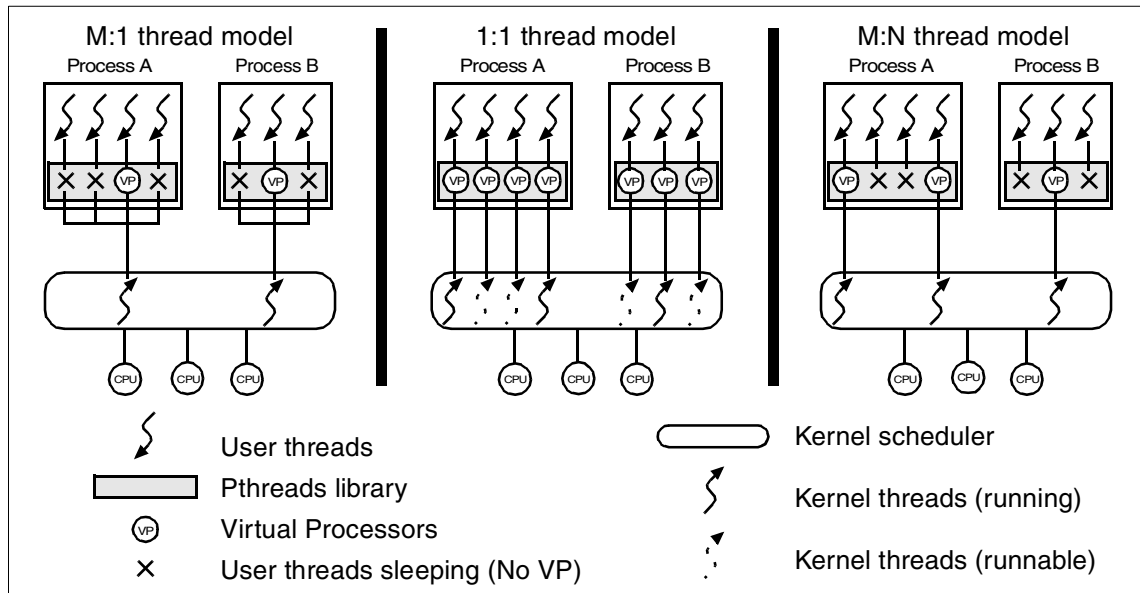 M:1 thread model
Process A
Process B
× × VP ×
× VP ×
CPU CPU CPU
1:1 thread model
Process A
Process B
VP VP VP VP
VP VP VP
CPU CPU CPU
M:N thread model
Process A
Process B
VP × × VP
× VP ×
CPU CPU CPU
User threads
Pthreads library
VP Virtual Processors
× User threads sleeping (No VP)
Kernel scheduler
Kernel threads (running)
Kernel threads (runnable)